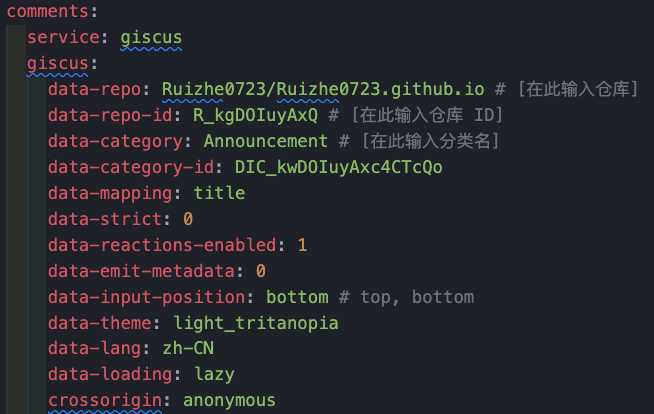 comments:
service: giscus
giscus:
data-repo: Ruizhe0723/Ruizhe0723.github.io # [在此输入仓库]
data-repo-id: R_kgDOIuyAxQ # [在此输入仓库 ID]
data-category: Announcement # [在此输入分类名]
data-category-id: DIC_kwDOIuyAxc4CTcQo
data-mapping: title
data-strict: 0
data-reactions-enabled: 1
data-emit-metadata: 0
data-input-position: bottom # top, bottom
data-theme: light_tritanopia
data-lang: zh-CN
data-loading: lazy
crossorigin: anonymous